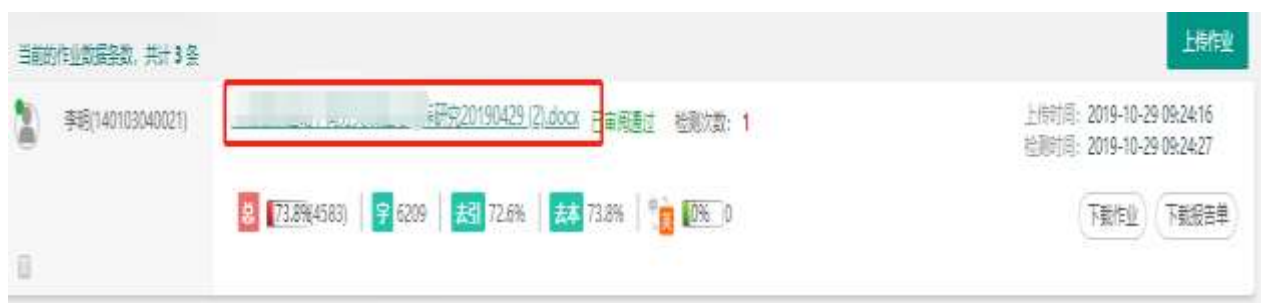 上传作业
当前的作业数据条数, 共计 3 条
李明(140103040021)
研究20190429 (2).docx 已审阅通过 检测次数: 1
上传时间: 2019-10-29 09:24:16
检测时间: 2019-10-29 09:24:27
总 73.8%(4583) 字 6209 去引 72.6% 去本 73.8% 英 0% 0
下载作业 下载报告单